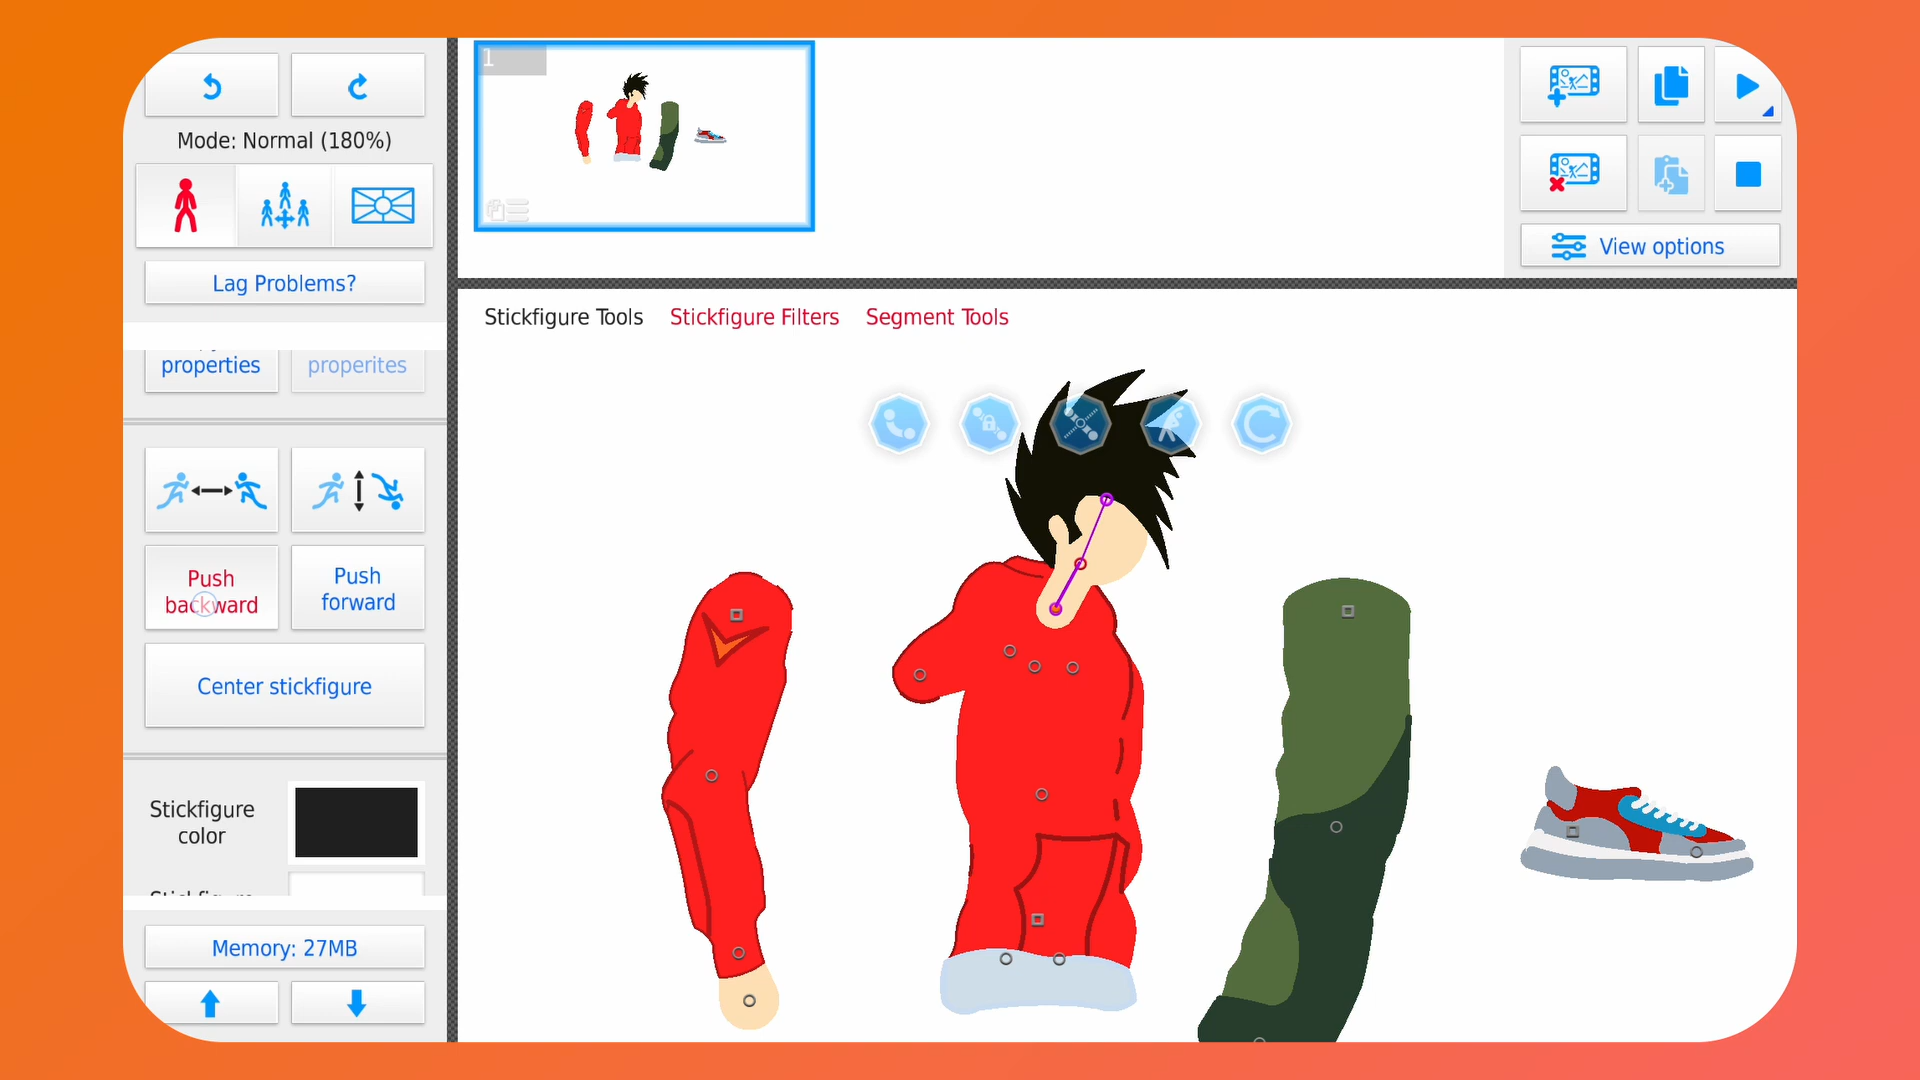 Mode: Normal (180%)
Lag Problems?
properties
properites
Push
backward
Push
forward
Center stickfigure
Stickfigure
color
Memory: 27MB
1
View options
Stickfigure Tools
Stickfigure Filters
Segment Tools